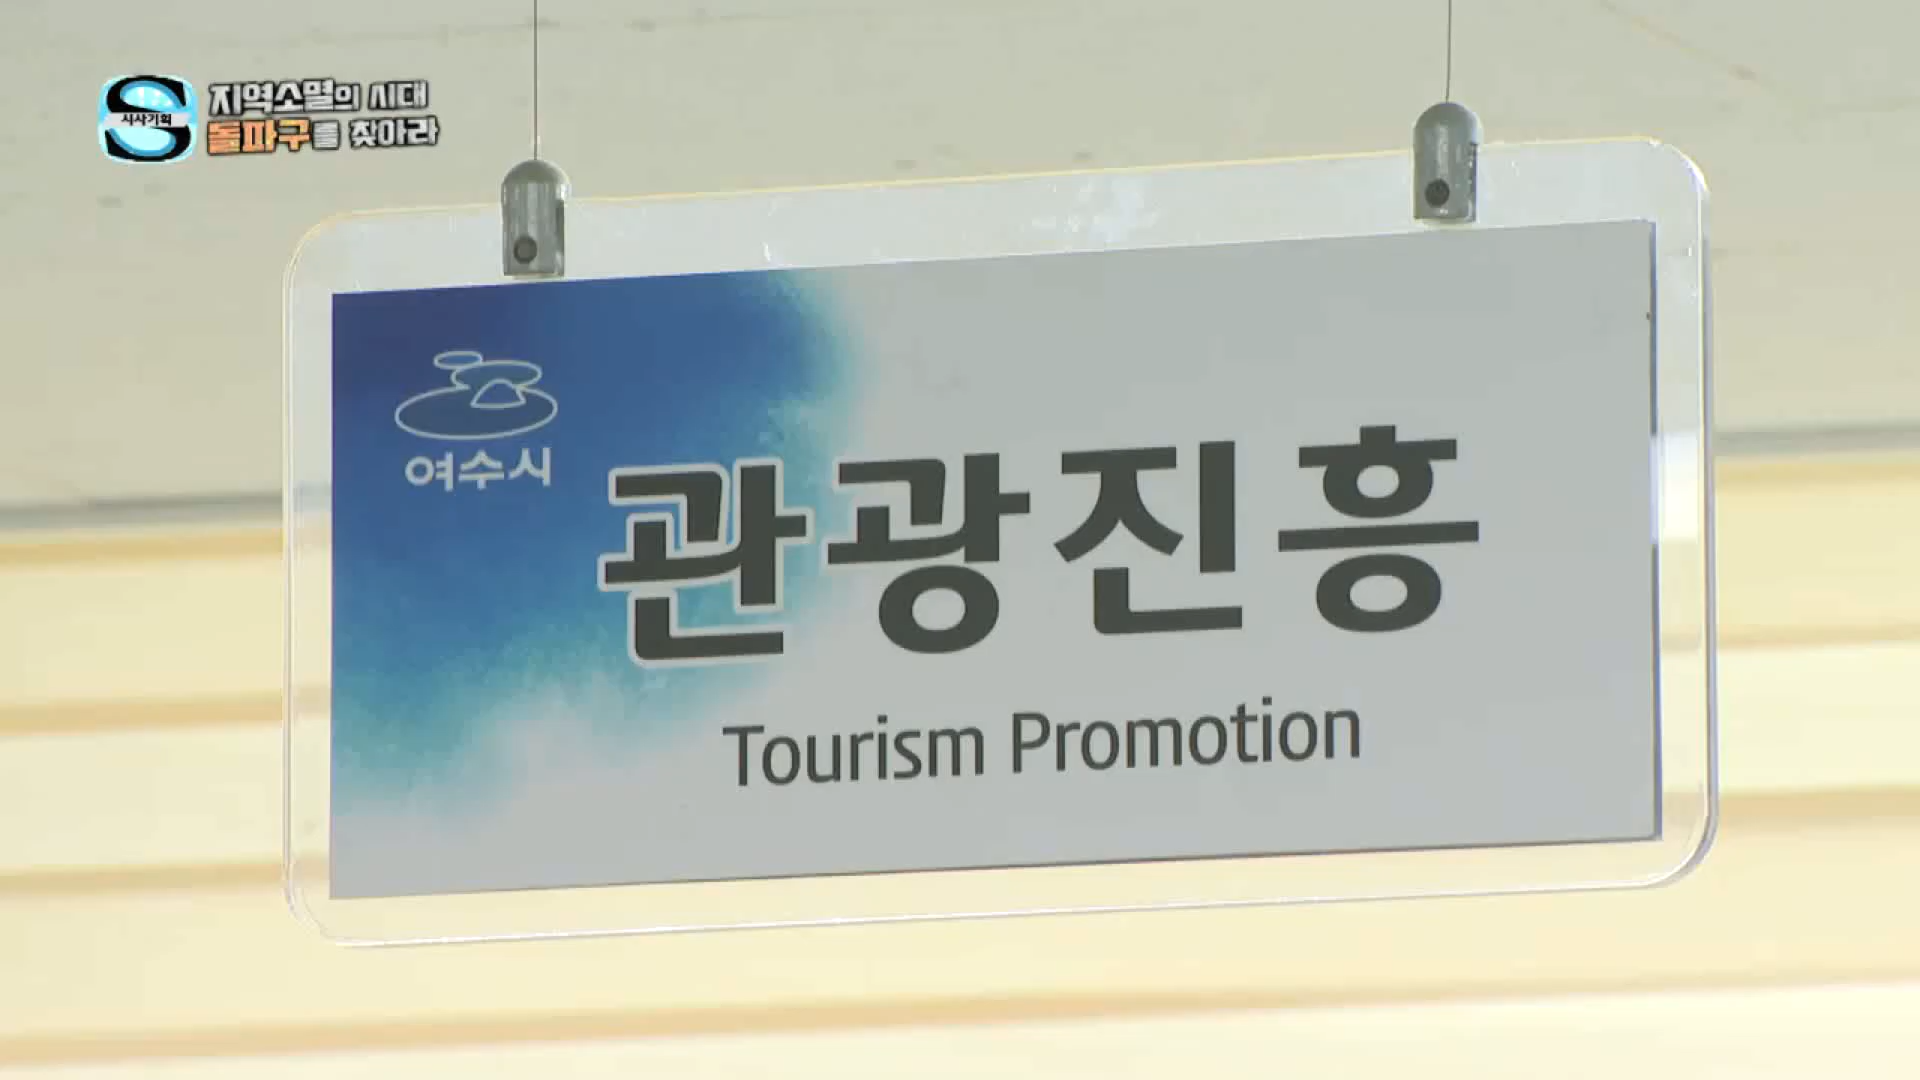 시사기획
지역소멸의 시대
돌파구를 찾아라
여수시
관광진흥
Tourism Promotion